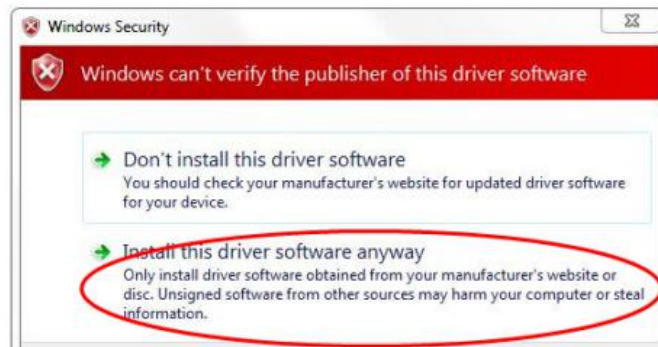 Windows Security
Windows can't verify the publisher of this driver software
Don't install this driver software
You should check your manufacturer's website for updated driver software
for your device.
Install this driver software anyway
Only install driver software obtained from your manufacturer's website or
disc. Unsigned software from other sources may harm your computer or steal
information.